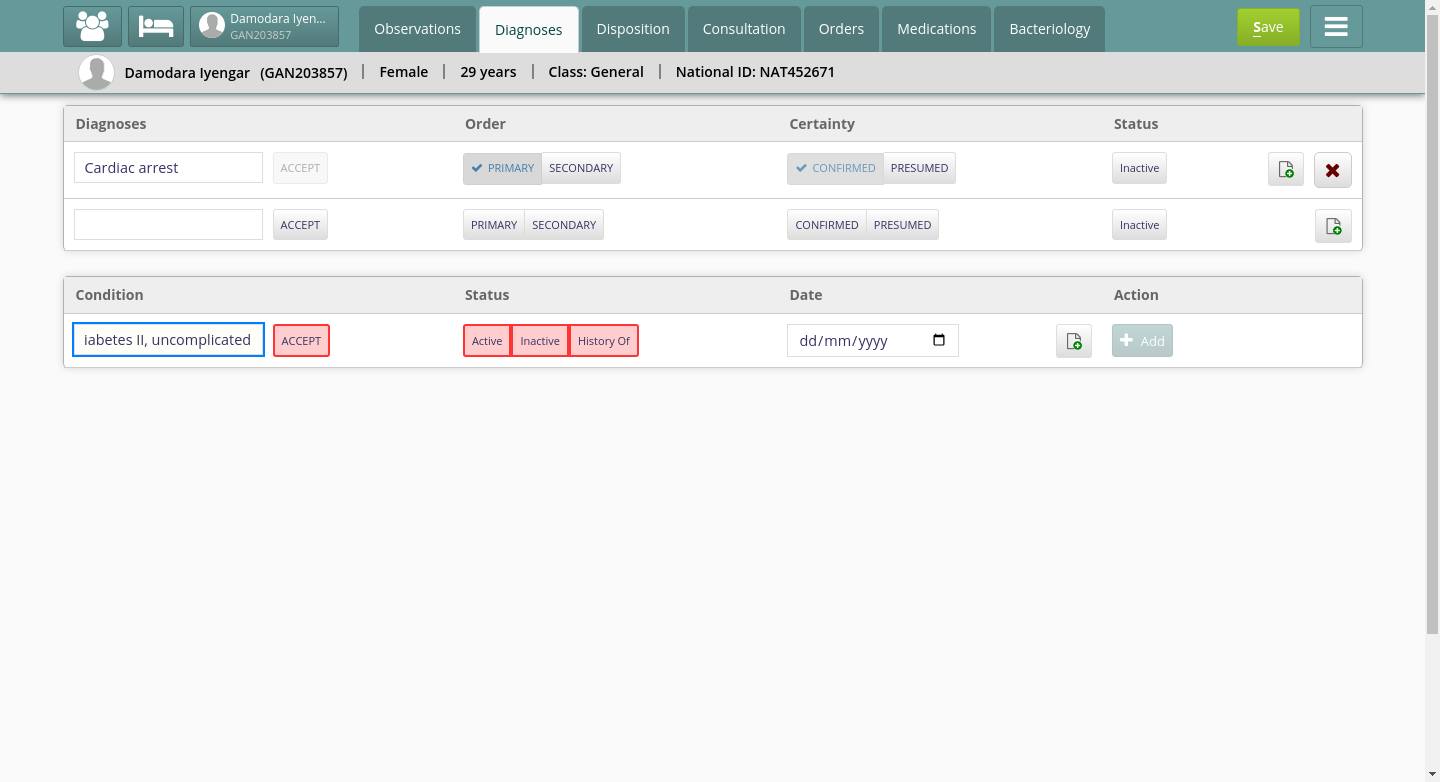 Damodara Iyen...
GAN203857
Observations
Diagnoses
Disposition
Consultation
Orders
Medications
Bacteriology
Save
Damodara Iyengar (GAN203857) | Female | 29 years | Class: General | National ID: NAT452671
Diagnoses Order Certainty Status
Cardiac arrest ACCEPT PRIMARY SECONDARY CONFIRMED PRESUMED Inactive
ACCEPT PRIMARY SECONDARY CONFIRMED PRESUMED Inactive
Condition Status Date Action
iabetes II, uncomplicated ACCEPT Active Inactive History Of dd/mm/yyyy Add